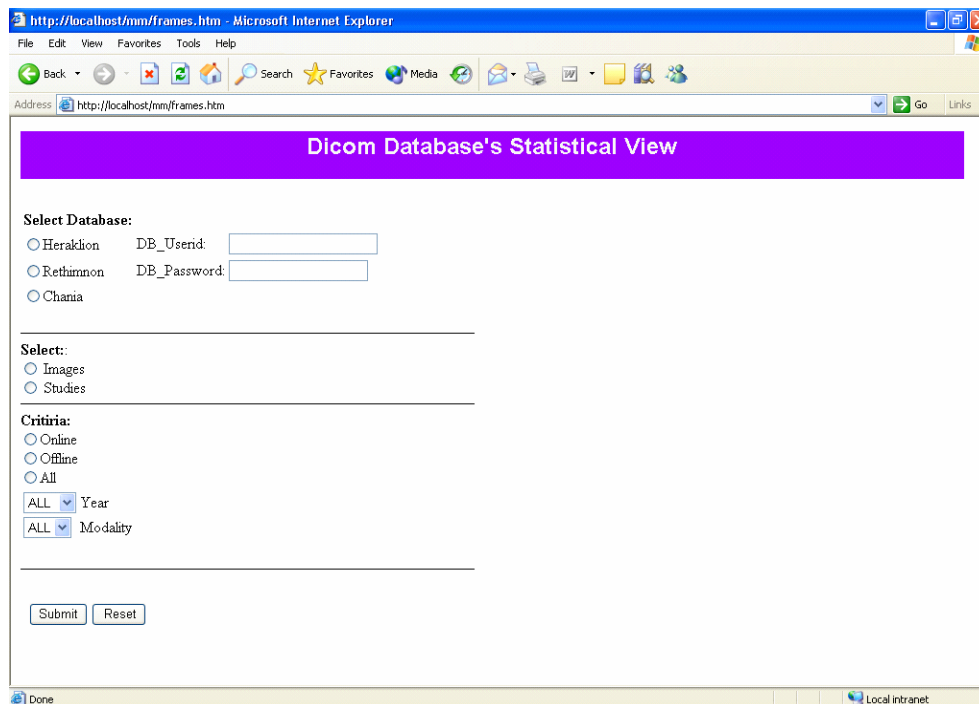 http://localhost/mm/frames.htm - Microsoft Internet Explorer
File Edit View Favorites Tools Help
Back Search Favorites Media
Address http://localhost/mm/frames.htm Go Links
Dicom Database's Statistical View
Select Database:
Heraklion DB_Userid:
Rethimnon DB_Password:
Chania
Select::
Images
Studies
Critiria:
Online
Offline
All
ALL Year
ALL Modality
Submit Reset
Done Local intranet